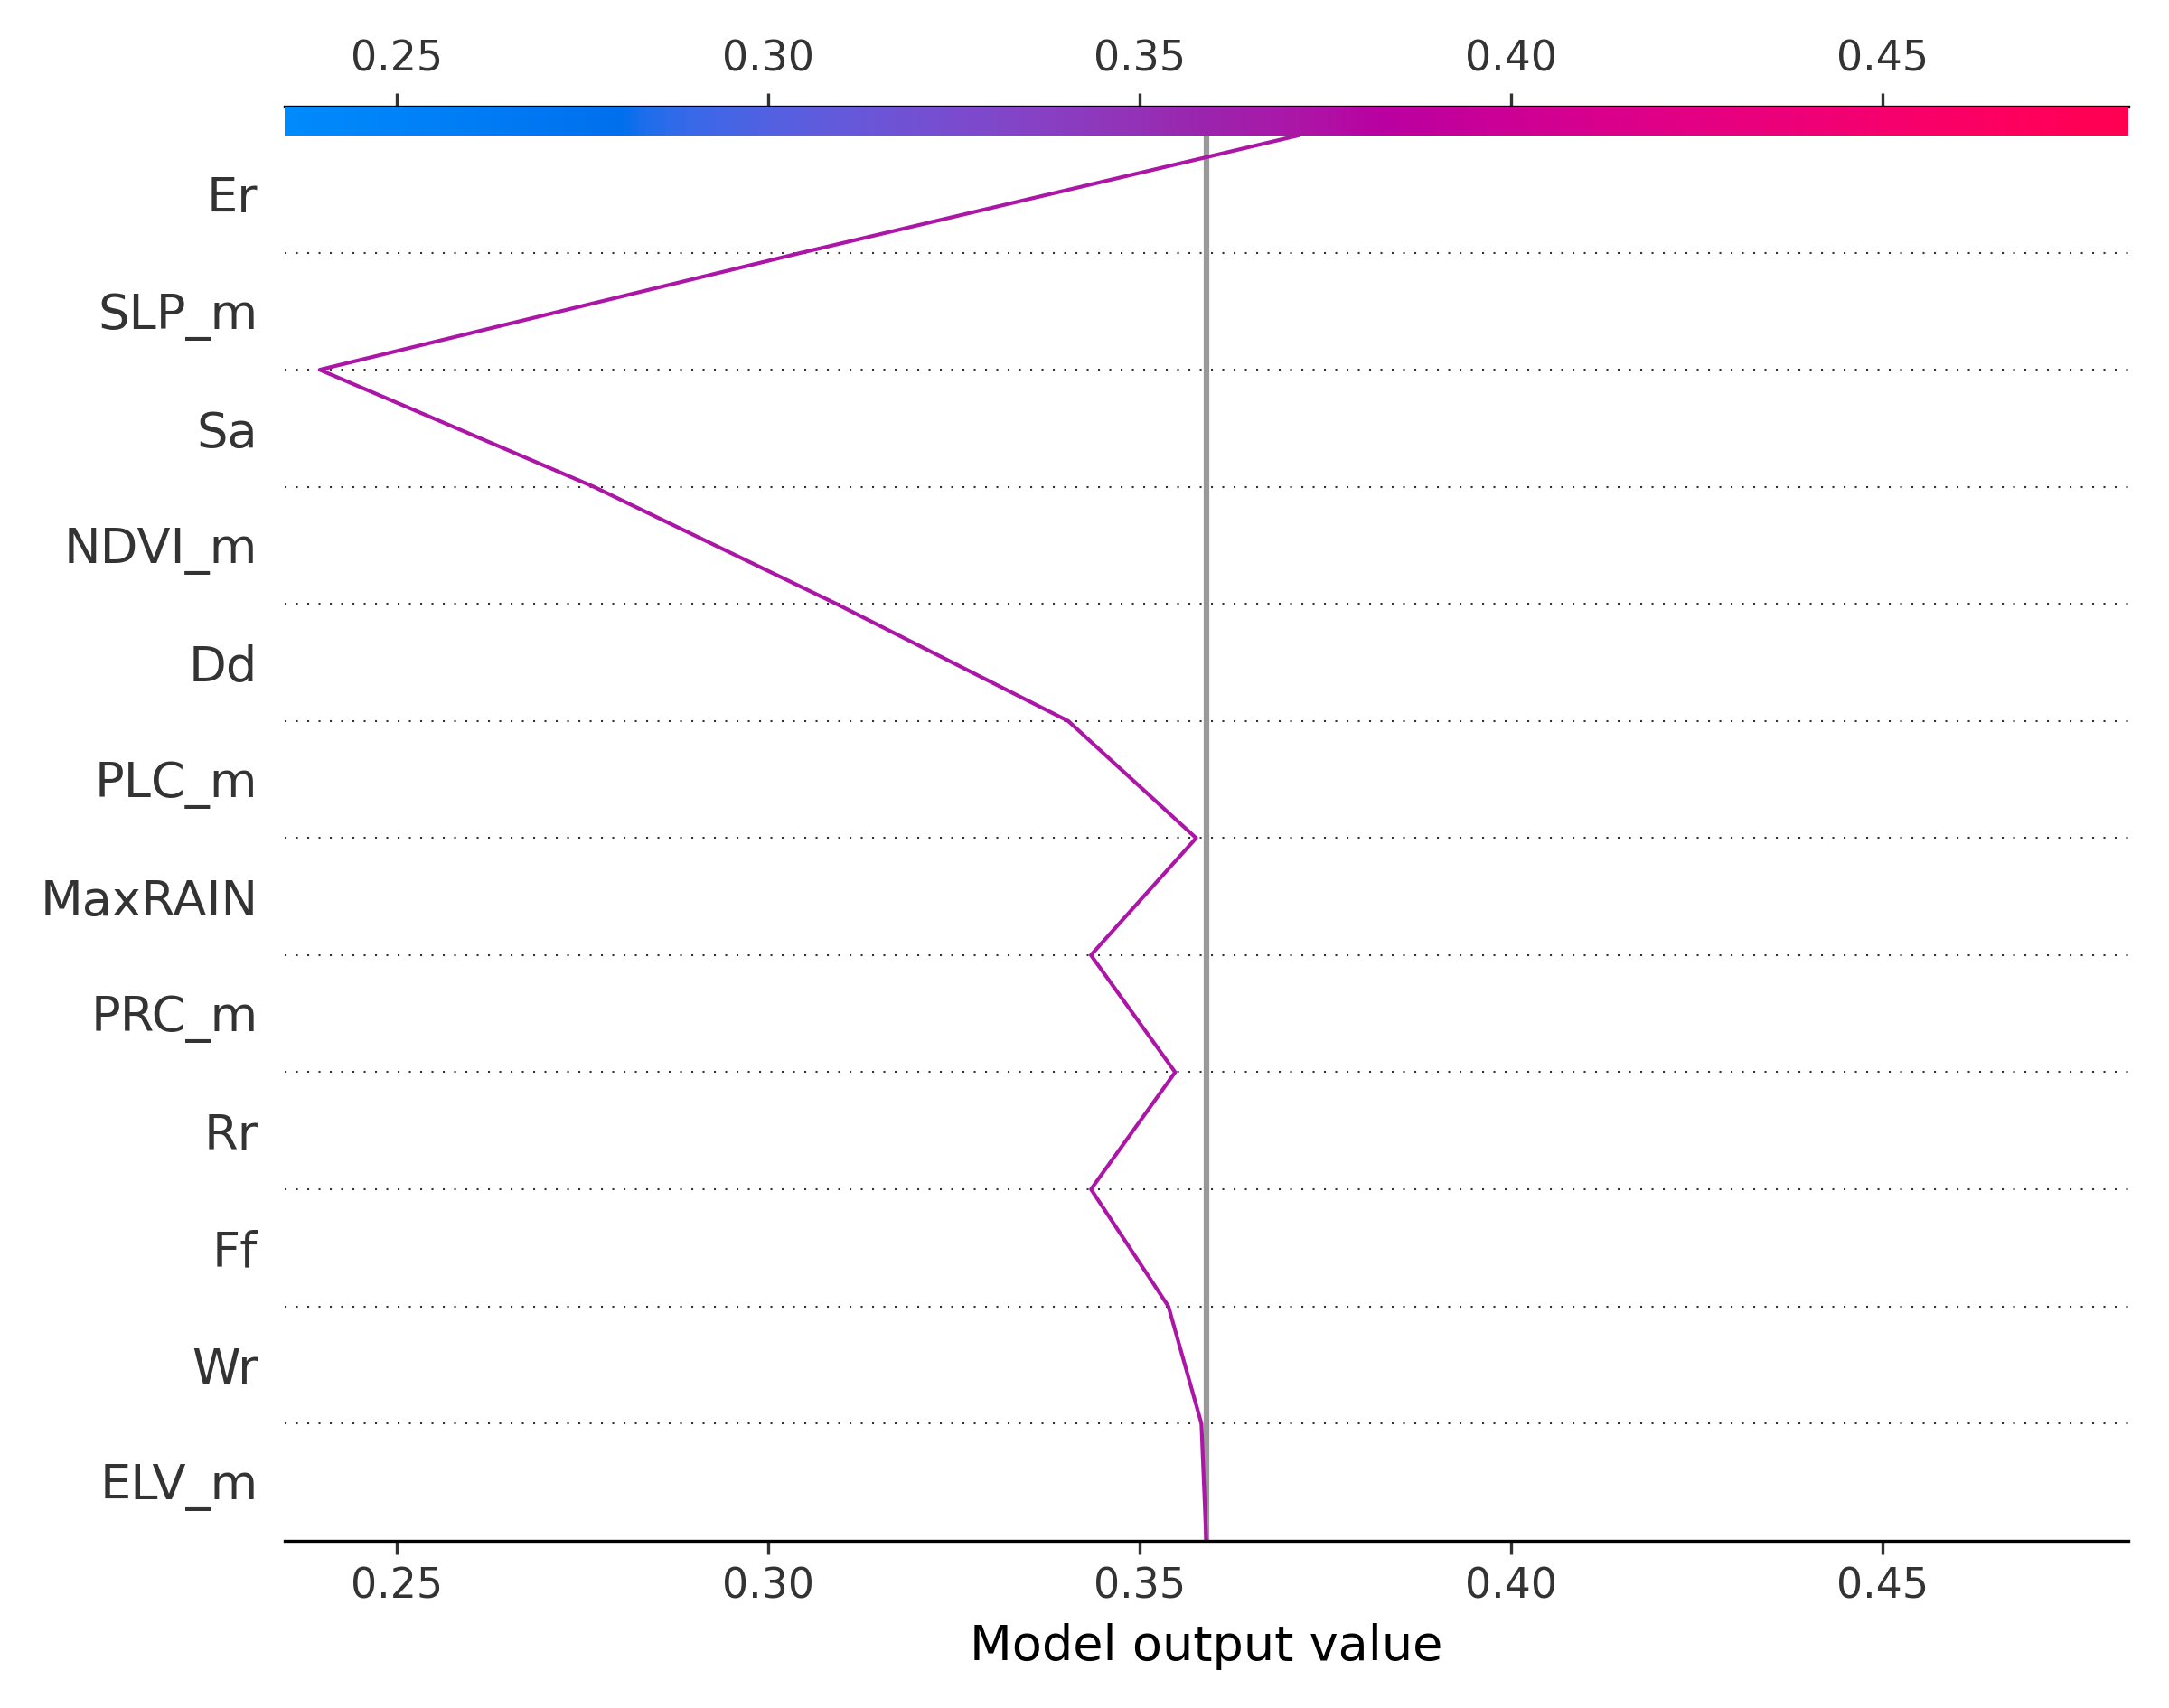 0.25 0.30 0.35 0.40 0.45
Er
SLP_m
Sa
NDVI_m
Dd
PLC_m
MaxRAIN
PRC_m
Rr
Ff
Wr
ELV_m
0.25 0.30 0.35 0.40 0.45
Model output value